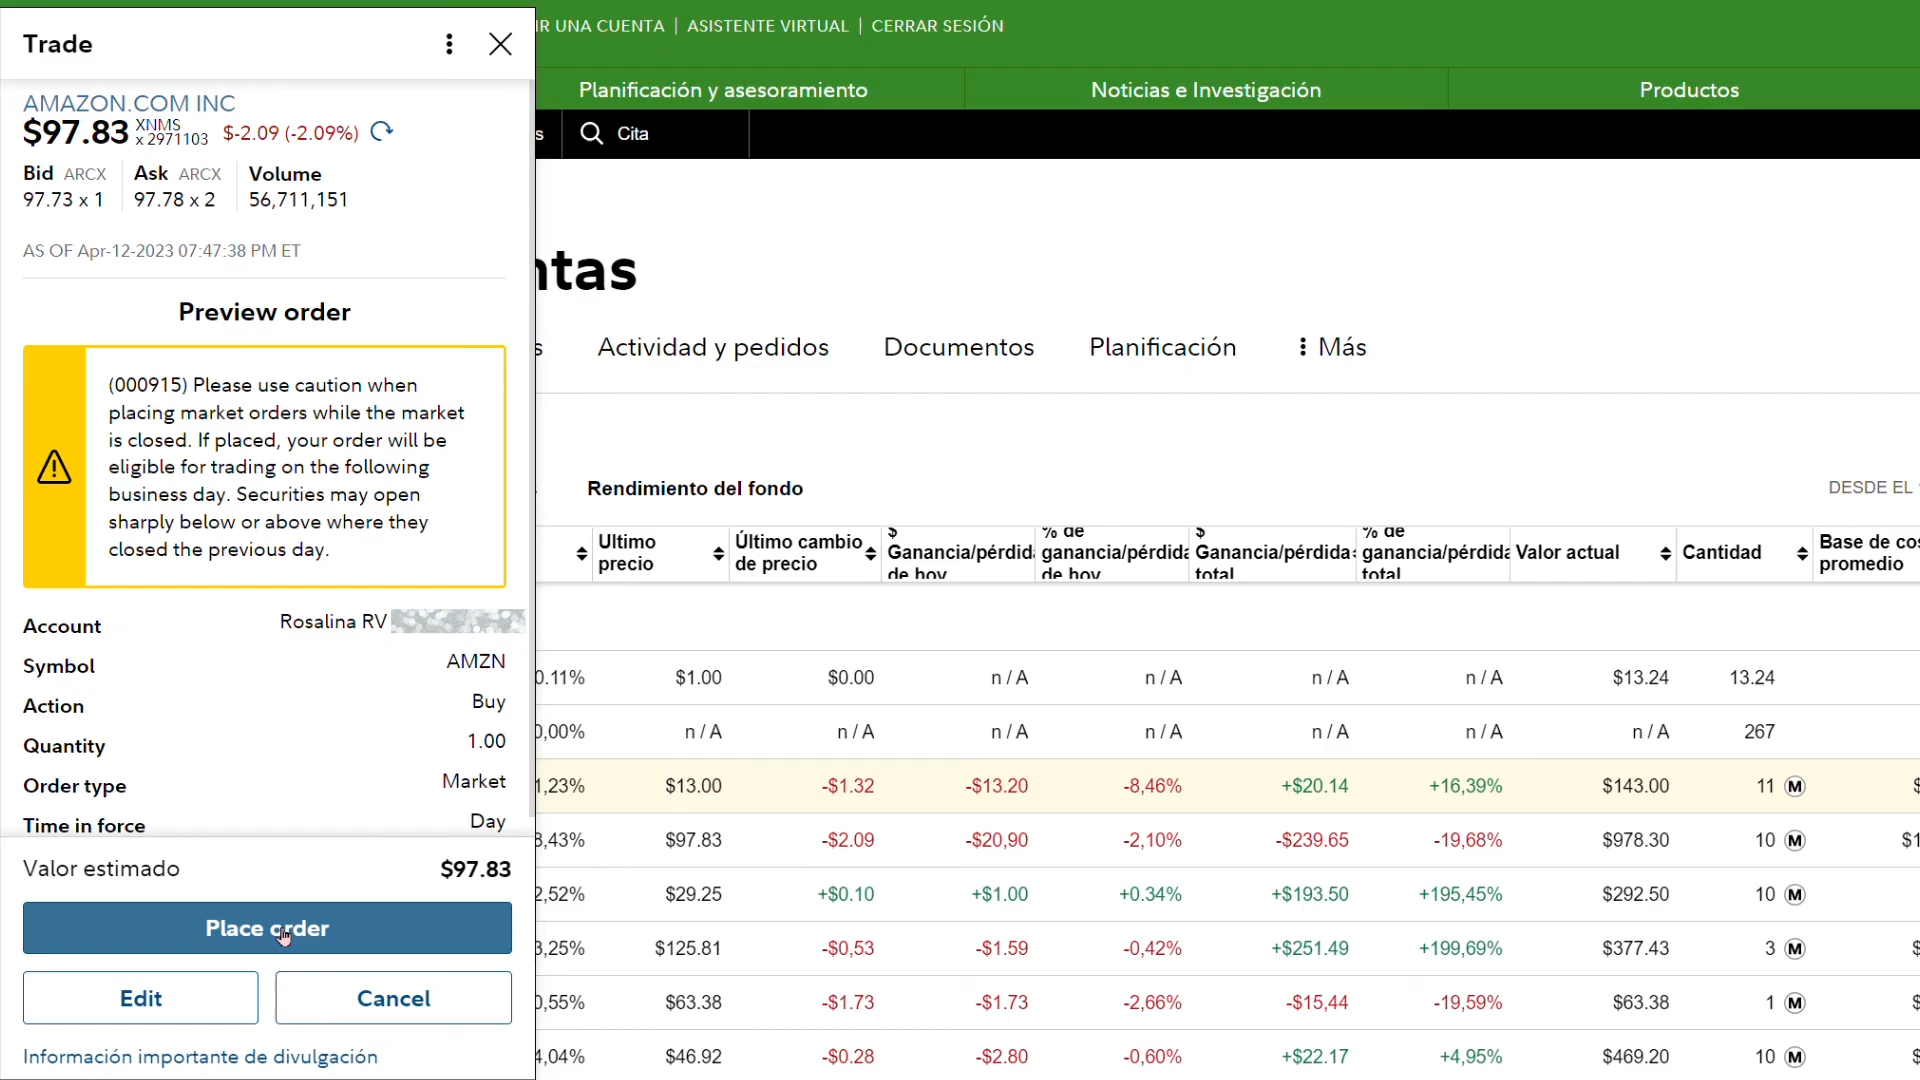 Trade
AMAZON.COM INC
$97.83 XNMS x 2971103 $-2.09 (-2.09%)
Bid ARCX Ask ARCX Volume
97.73 x 1 97.78 x 2 56,711,151
AS OF Apr-12-2023 07:47:38 PM ET
Preview order
(000915) Please use caution when
placing market orders while the market
is closed. If placed, your order will be
eligible for trading on the following
business day. Securities may open
sharply below or above where they
closed the previous day.
Account Rosalina RV
Symbol AMZN
Action Buy
Quantity 1.00
Order type Market
Time in force Day
Valor estimado $97.83
Place order
Edit Cancel
Información importante de divulgación
IR UNA CUENTA | ASISTENTE VIRTUAL | CERRAR SESIÓN
Planificación y asesoramiento Noticias e Investigación Productos
s Cita
ntas
s Actividad y pedidos Documentos Planificación Más
Rendimiento del fondo DESDE EL
Ultimo precio Último cambio de precio $ Ganancia/pérdida de hoy % de ganancia/pérdida de hoy $ Ganancia/pérdida total % de ganancia/pérdida total Valor actual Cantidad Base de cos promedio
0.11% $1.00 $0.00 n / A n / A n / A n / A $13.24 13.24
0,00% n / A n / A n / A n / A n / A n / A n / A 267
1,23% $13.00 -$1.32 -$13.20 -8,46% +$20.14 +16,39% $143.00 11 M $
8,43% $97.83 -$2.09 -$20,90 -2,10% -$239.65 -19,68% $978.30 10 M $1
2,52% $29.25 +$0.10 +$1.00 +0.34% +$193.50 +195,45% $292.50 10 M
3,25% $125.81 -$0,53 -$1.59 -0,42% +$251.49 +199,69% $377.43 3 M $
0,55% $63.38 -$1.73 -$1.73 -2,66% -$15,44 -19,59% $63.38 1 M $
4,04% $46.92 -$0.28 -$2.80 -0,60% +$22.17 +4,95% $469.20 10 M $